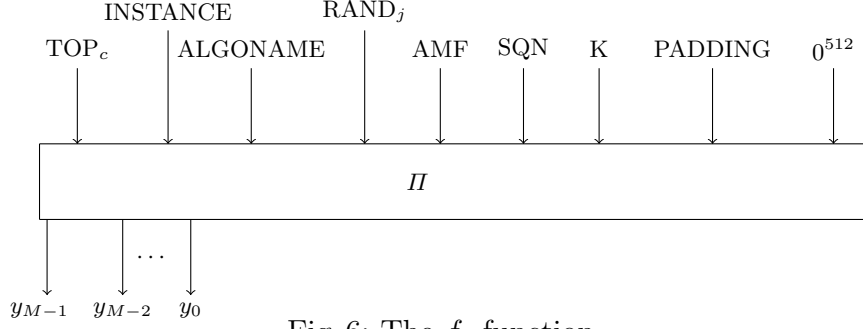 INSTANCE RAND_j
TOP_c ALGONAME AMF SQN K PADDING 0^512
Π
...
y_{M−1} y_{M−2} y_0